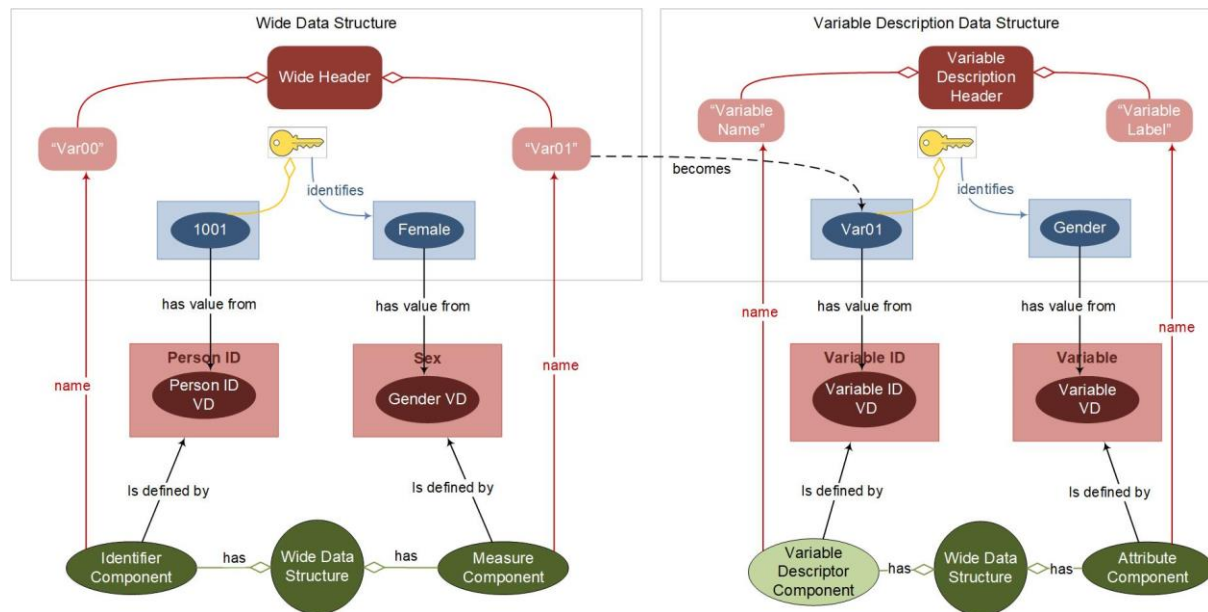 Wide Data Structure
Wide Header
“Var00”
“Var01”
identifies
1001
Female
has value from
has value from
name
name
Person ID
Person ID
VD
Sex
Gender VD
Is defined by
Is defined by
Identifier
Component
has
Wide Data
Structure
has
Measure
Component
becomes
Variable Description Data Structure
Variable
Description
Header
“Variable
Name”
“Variable
Label”
identifies
Var01
Gender
has value from
has value from
name
name
Variable ID
Variable ID
VD
Variable
Variable
VD
Is defined by
Is defined by
Variable
Descriptor
Component
has
Wide Data
Structure
has
Attribute
Component